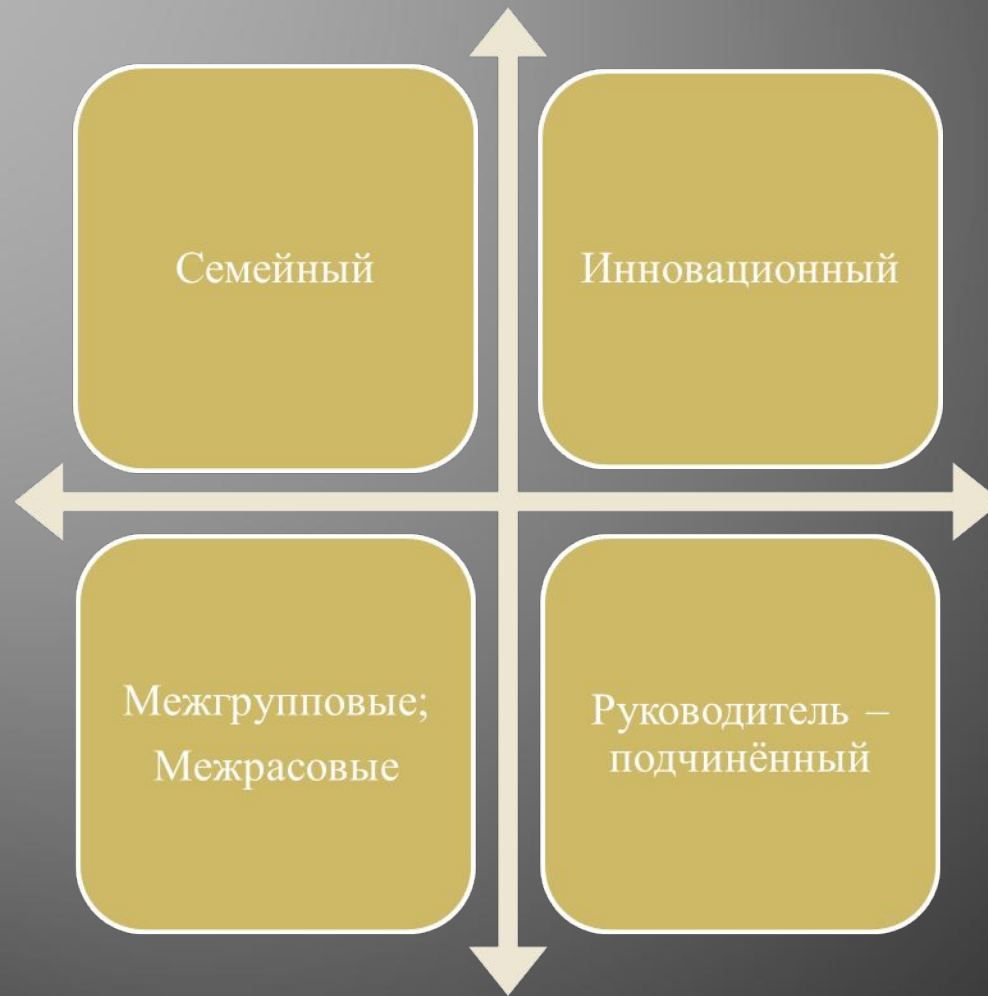 Семейный
Инновационный
Межгрупповые;
Межрасовые
Руководитель –
подчинённый